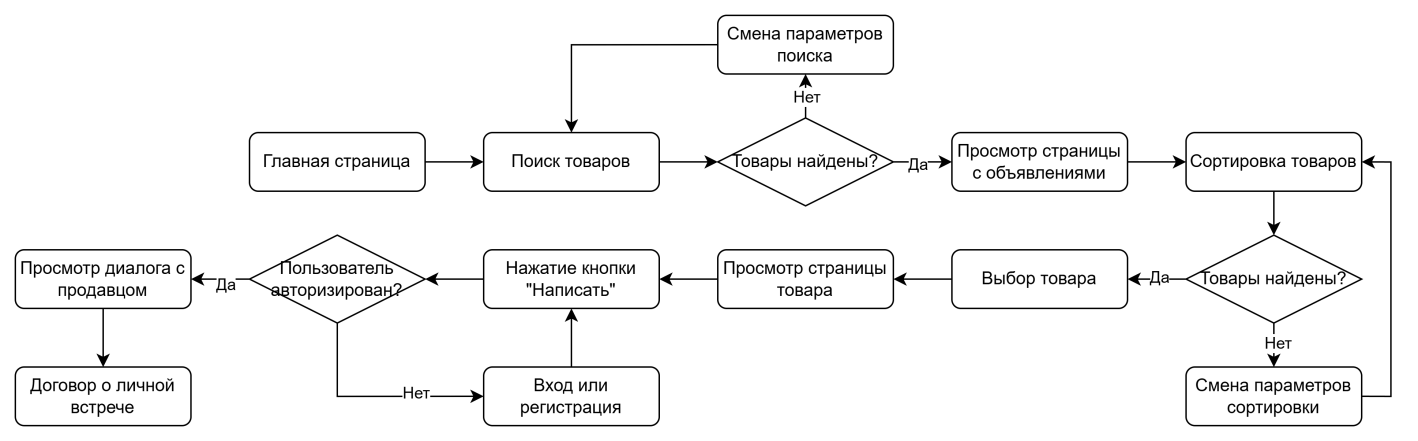 Смена параметров
поиска
Нет
Главная страница
Поиск товаров
Товары найдены?
Да
Просмотр страницы
с объявлениями
Сортировка товаров
Просмотр диалога с
продавцом
Да
Пользователь
авторизирован?
Нажатие кнопки
"Написать"
Просмотр страницы
товара
Выбор товара
Да
Товары найдены?
Нет
Договор о личной
встрече
Нет
Вход или
регистрация
Смена параметров
сортировки